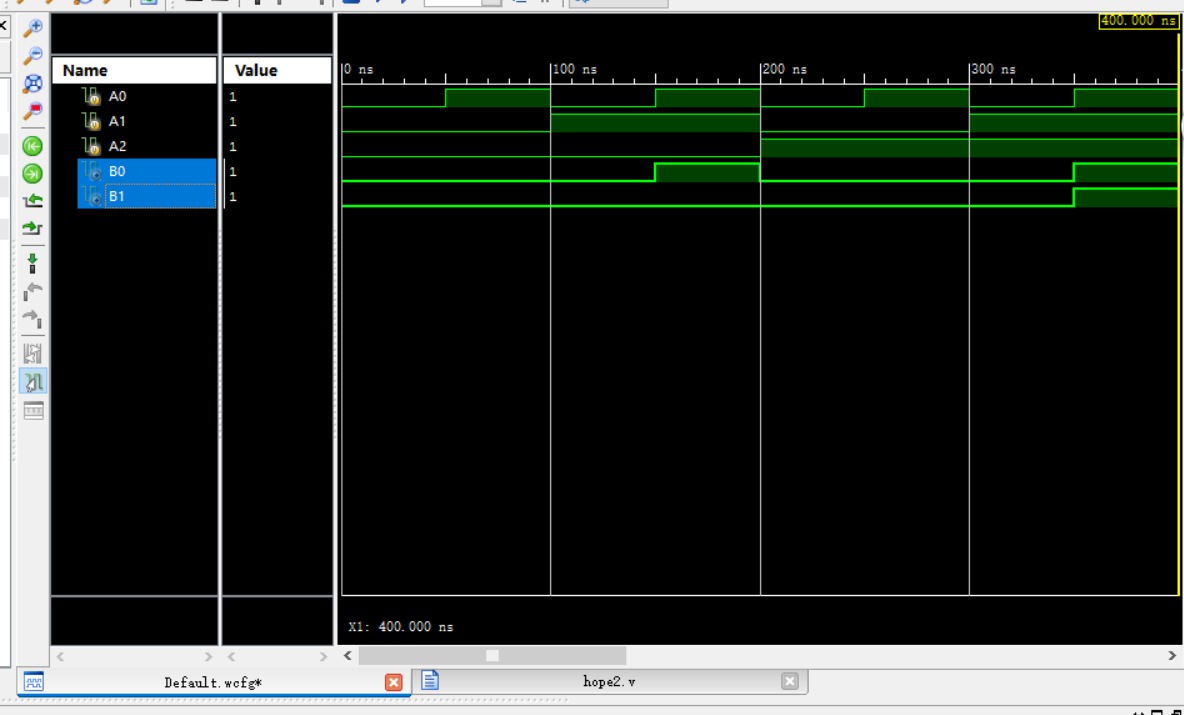 400.000 ns
Name
Value
0 ns
100 ns
200 ns
300 ns
A0
1
A1
1
A2
1
B0
1
B1
1
X1: 400.000 ns
Default.wcfg*
hope2.v